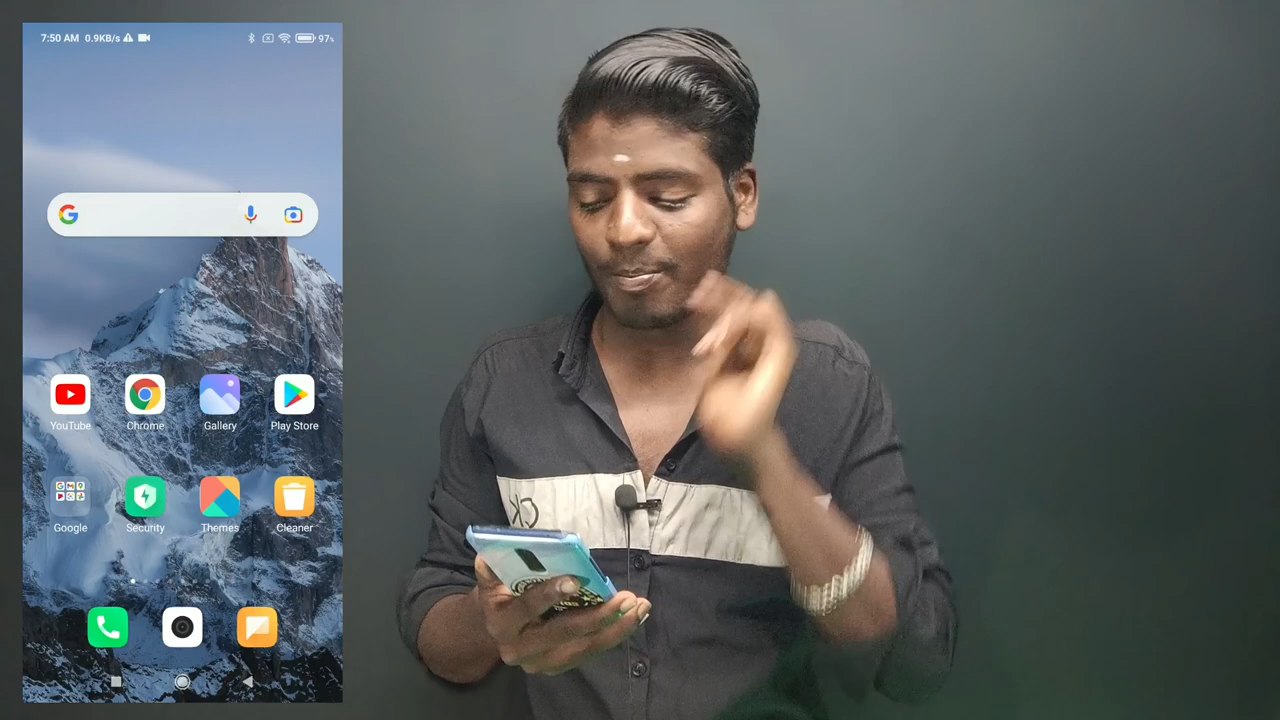 7:50 AM 0.9KB/s 97%
YouTube Chrome Gallery Play Store
Google Security Themes Cleaner